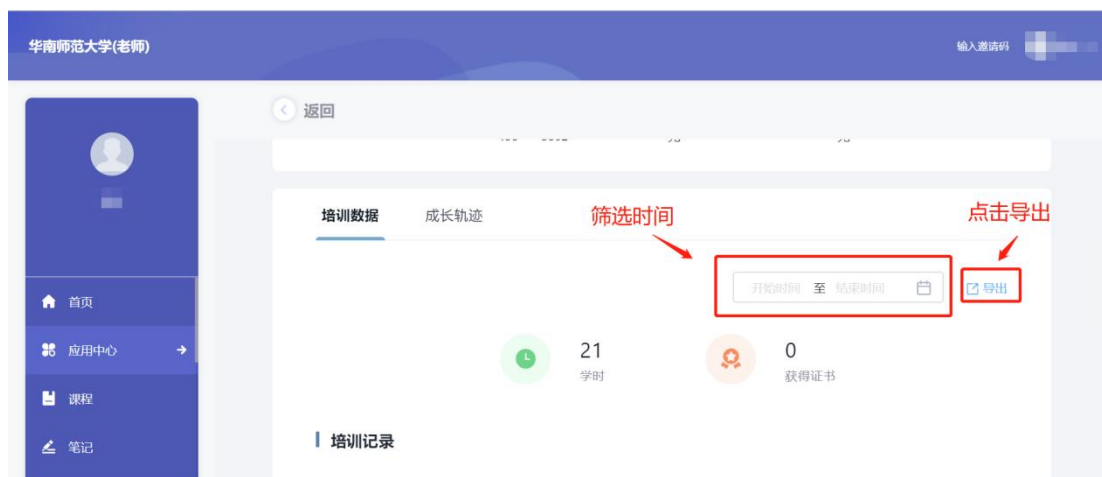 华南师范大学(老师)
输入邀请码
返回
培训数据
成长轨迹
筛选时间
点击导出
开始时间 至 结束时间
导出
首页
应用中心
课程
笔记
21
学时
0
获得证书
培训记录